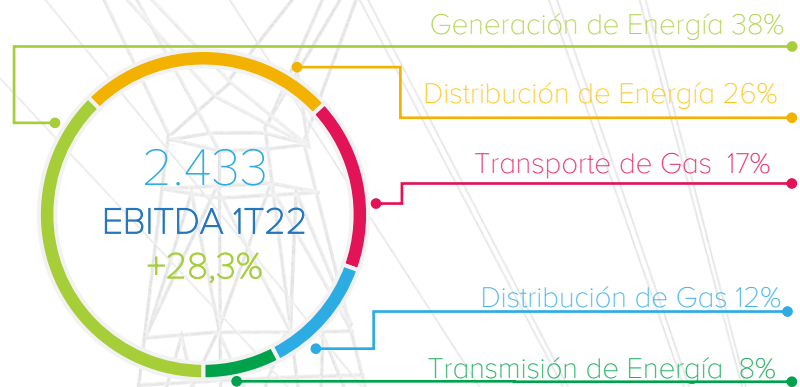 Generación de Energía 38%
Distribución de Energía 26%
Transporte de Gas 17%
2.433
EBITDA 1T22
+28,3%
Distribución de Gas 12%
Transmisión de Energía 8%